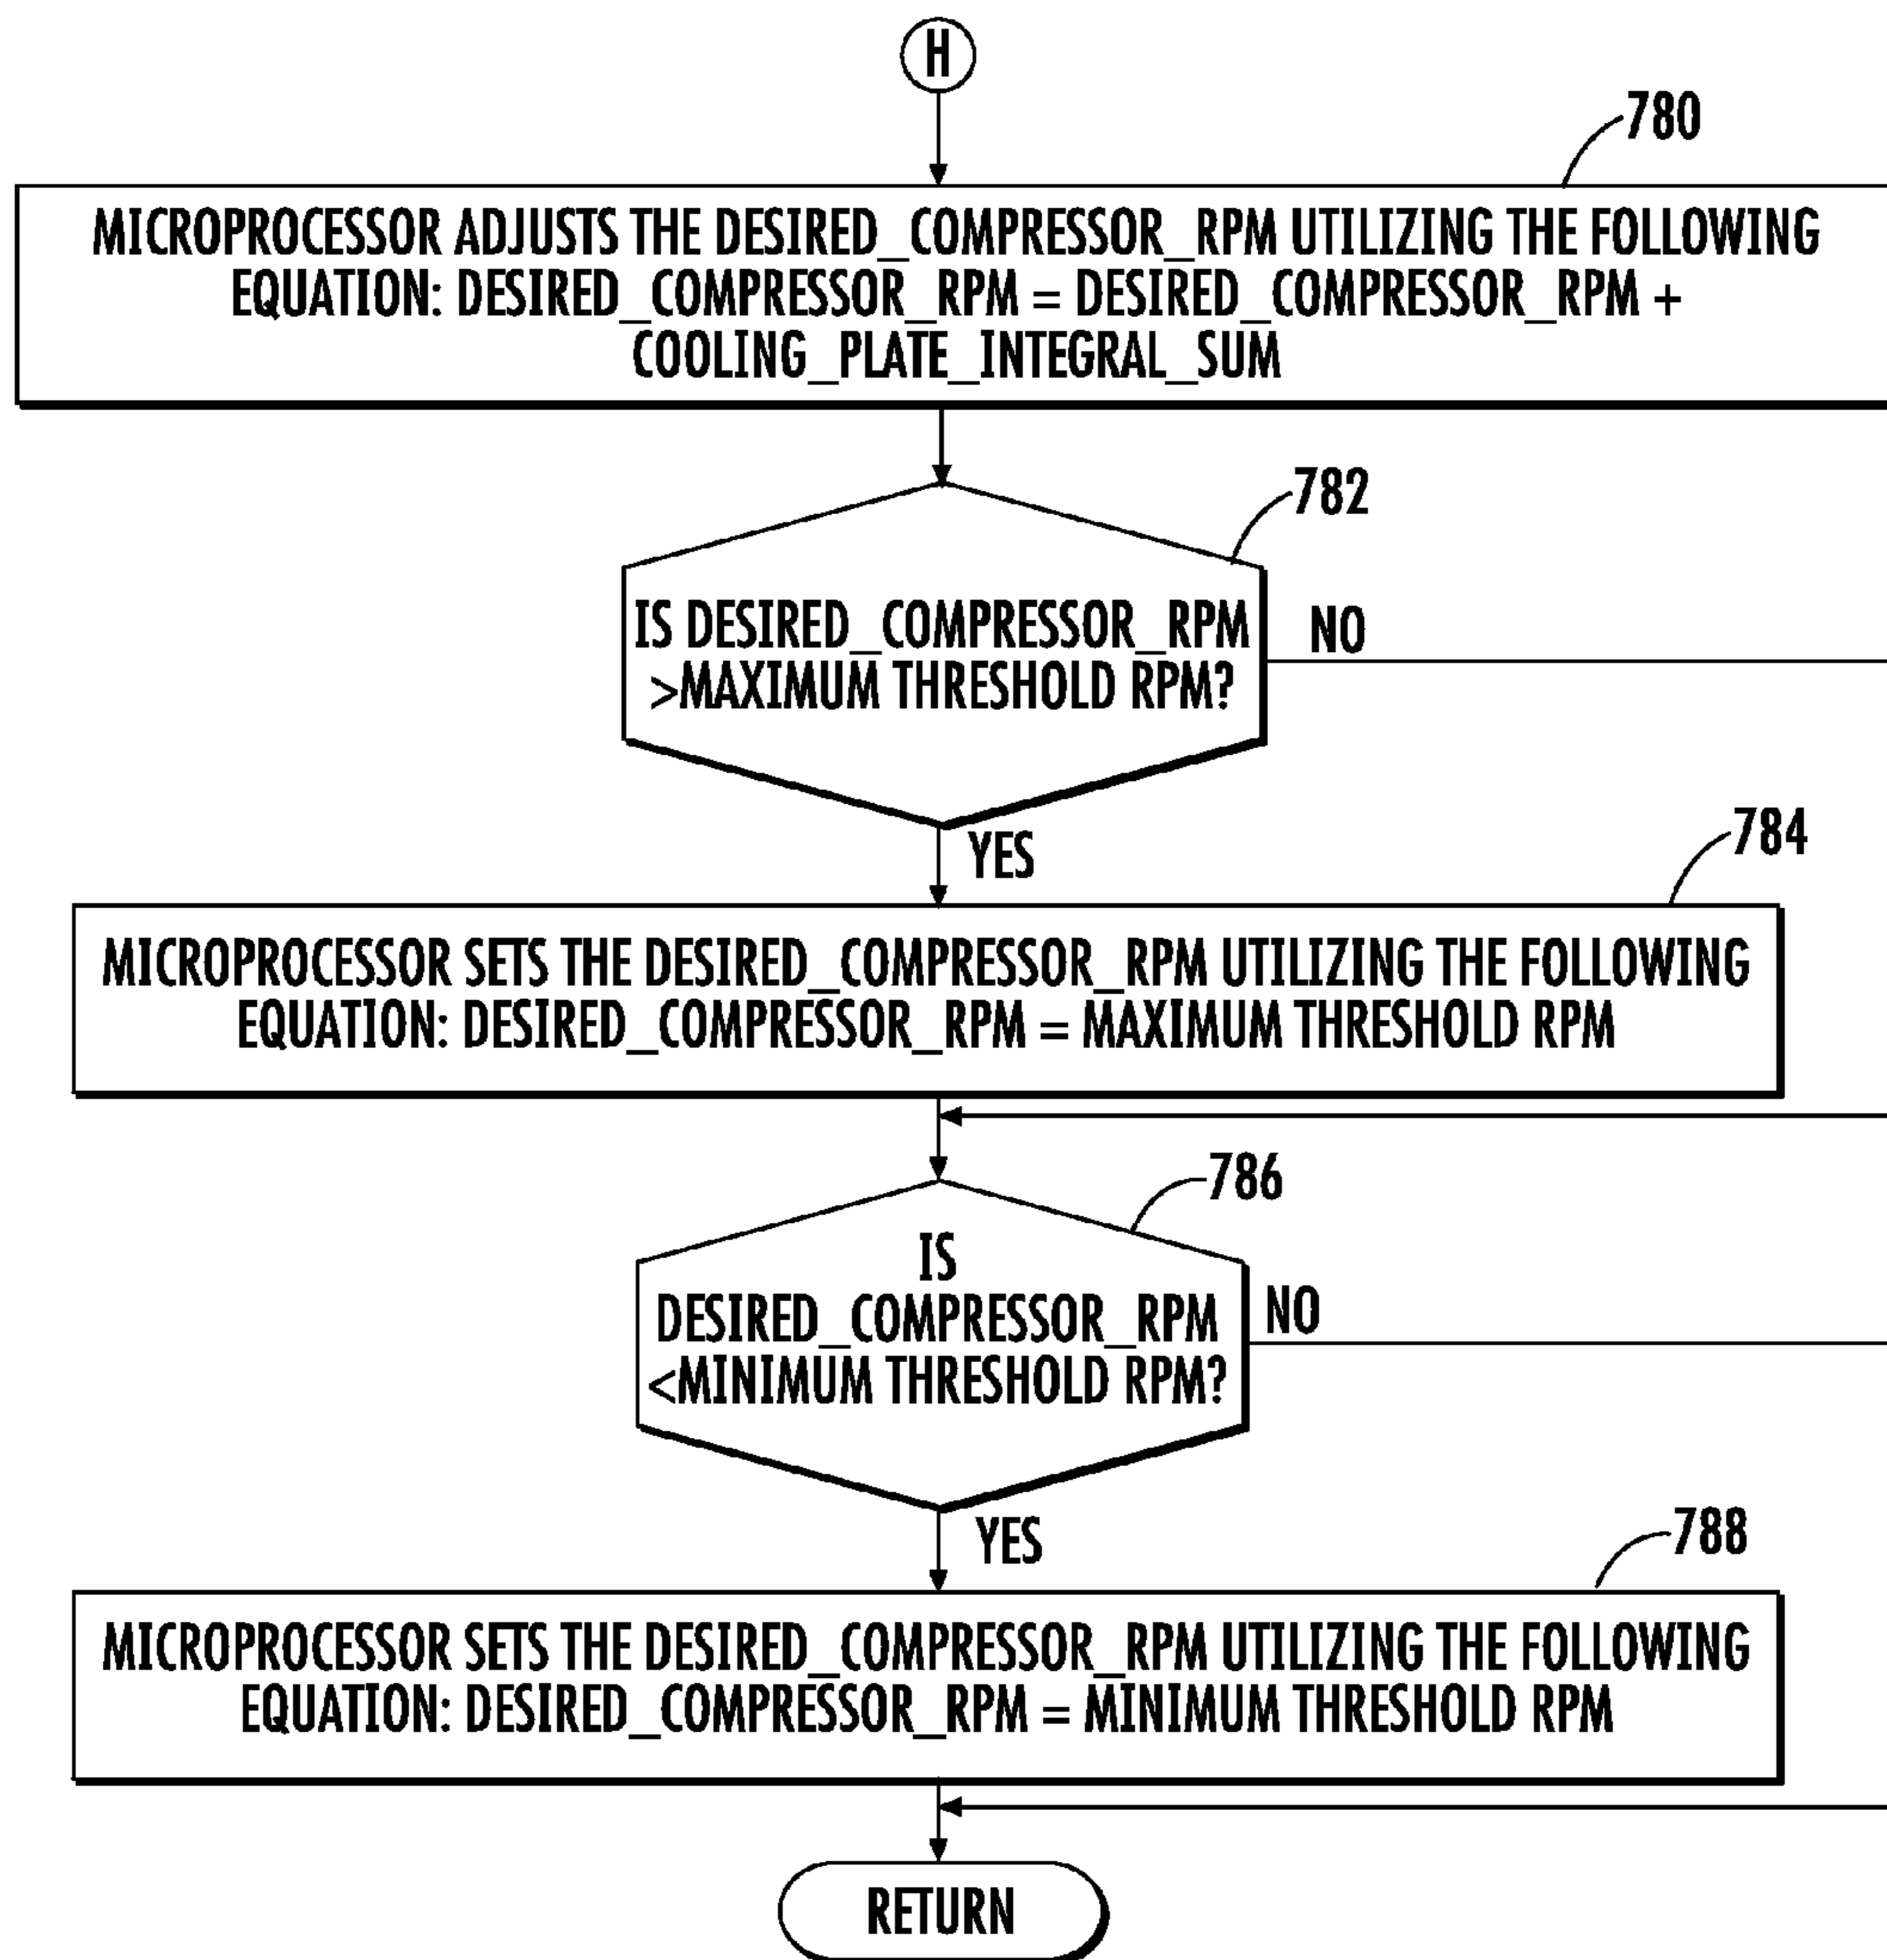 H
780
MICROPROCESSOR ADJUSTS THE DESIRED_COMPRESSOR_RPM UTILIZING THE FOLLOWING
EQUATION: DESIRED_COMPRESSOR_RPM = DESIRED_COMPRESSOR_RPM +
COOLING_PLATE_INTEGRAL_SUM
782
IS DESIRED_COMPRESSOR_RPM
>MAXIMUM THRESHOLD RPM?
NO
YES
784
MICROPROCESSOR SETS THE DESIRED_COMPRESSOR_RPM UTILIZING THE FOLLOWING
EQUATION: DESIRED_COMPRESSOR_RPM = MAXIMUM THRESHOLD RPM
786
IS
DESIRED_COMPRESSOR_RPM
<MINIMUM THRESHOLD RPM?
NO
YES
788
MICROPROCESSOR SETS THE DESIRED_COMPRESSOR_RPM UTILIZING THE FOLLOWING
EQUATION: DESIRED_COMPRESSOR_RPM = MINIMUM THRESHOLD RPM
RETURN